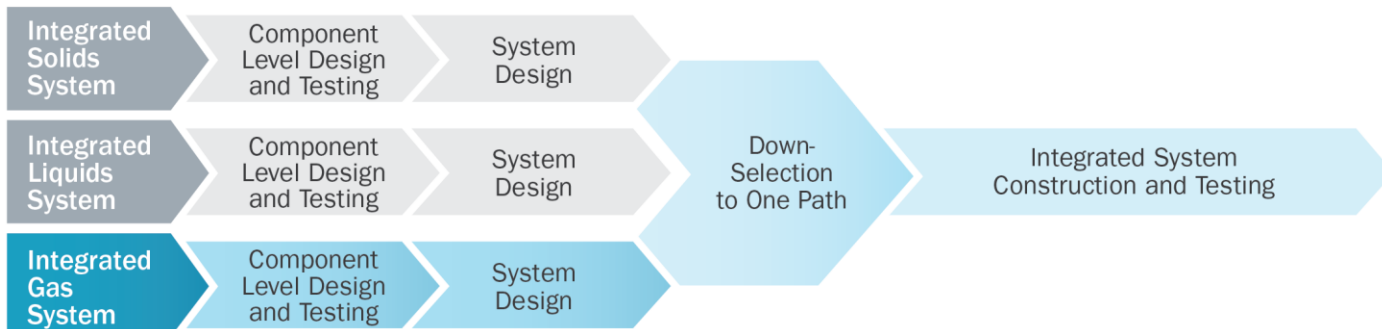 Integrated
Solids
System
Component
Level Design
and Testing
System
Design
Integrated
Liquids
System
Component
Level Design
and Testing
System
Design
Integrated
Gas
System
Component
Level Design
and Testing
System
Design
Down-
Selection
to One Path
Integrated System
Construction and Testing